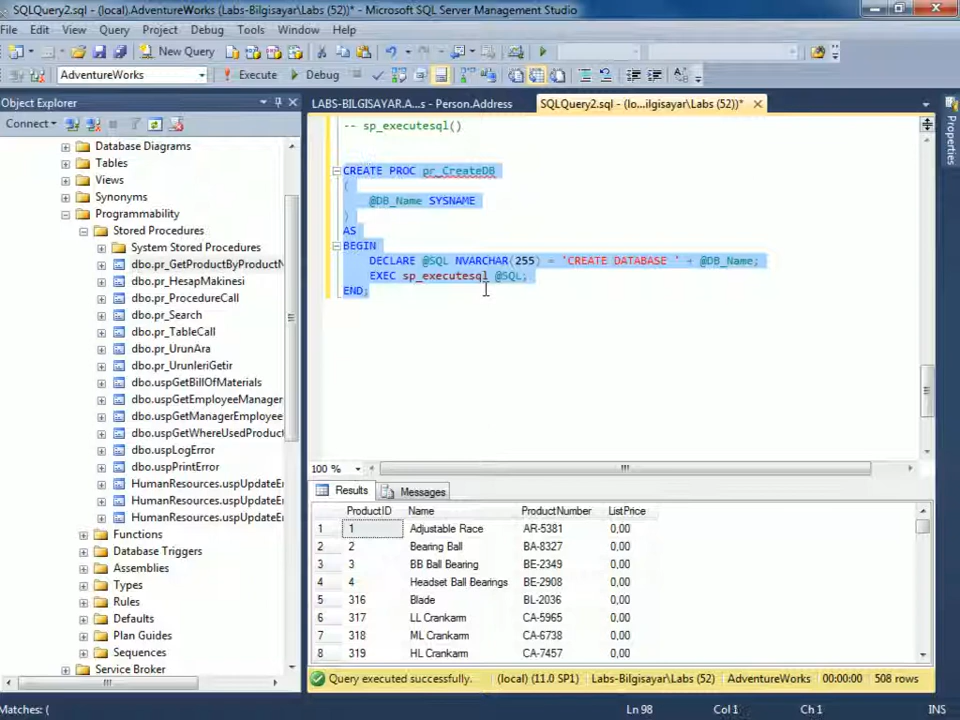 SQLQuery2.sql - (local).AdventureWorks (Labs-Bilgisayar\Labs (52))* - Microsoft SQL Server Management Studio
File Edit View Query Project Debug Tools Window Help
New Query
AdventureWorks Execute Debug
Object Explorer
Connect
Database Diagrams
Tables
Views
Synonyms
Programmability
Stored Procedures
System Stored Procedures
dbo.pr_GetProductByProductN
dbo.pr_HesapMakinesi
dbo.pr_ProcedureCall
dbo.pr_Search
dbo.pr_TableCall
dbo.pr_UrunAra
dbo.pr_UrunleriGetir
dbo.uspGetBillOfMaterials
dbo.uspGetEmployeeManager
dbo.uspGetManagerEmployee
dbo.uspGetWhereUsedProduct
dbo.uspLogError
dbo.uspPrintError
HumanResources.uspUpdateEr
HumanResources.uspUpdateEr
HumanResources.uspUpdateEr
Functions
Database Triggers
Assemblies
Types
Rules
Defaults
Plan Guides
Sequences
Service Broker
LABS-BILGISAYAR.A...s - Person.Address
SQLQuery2.sql - (lo...ilgisayar\Labs (52))*
-- sp_executesql()
CREATE PROC pr_CreateDB
(
@DB_Name SYSNAME
)
AS
BEGIN
DECLARE @SQL NVARCHAR(255) = 'CREATE DATABASE ' + @DB_Name;
EXEC sp_executesql @SQL;
END;
100 %
Results Messages
ProductID Name ProductNumber ListPrice
1 1 Adjustable Race AR-5381 0,00
2 2 Bearing Ball BA-8327 0,00
3 3 BB Ball Bearing BE-2349 0,00
4 4 Headset Ball Bearings BE-2908 0,00
5 316 Blade BL-2036 0,00
6 317 LL Crankarm CA-5965 0,00
7 318 ML Crankarm CA-6738 0,00
8 319 HL Crankarm CA-7457 0,00
Query executed successfully. (local) (11.0 SP1) Labs-Bilgisayar\Labs (52) AdventureWorks 00:00:00 508 rows
Matches: ( Ln 98 Col 1 Ch 1 INS
Properties